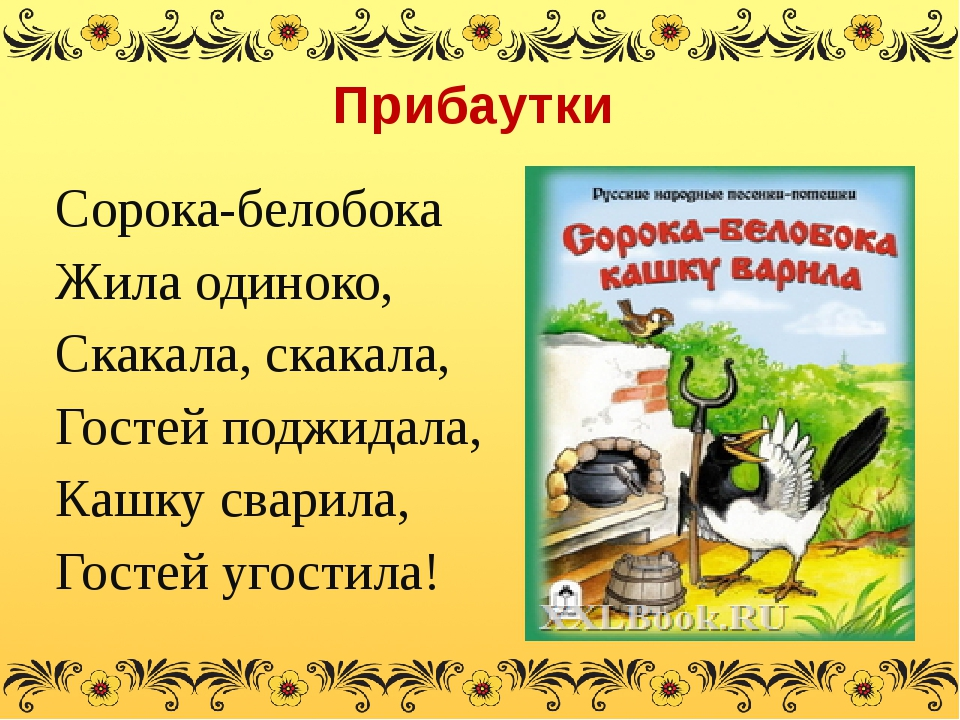 Прибаутки
Сорока-белобока
Жила одиноко,
Скакала, скакала,
Гостей поджидала,
Кашку сварила,
Гостей угостила!
Русские народные песенки-потешки
Сорока-белобока
кашку варила
XXLBook.RU